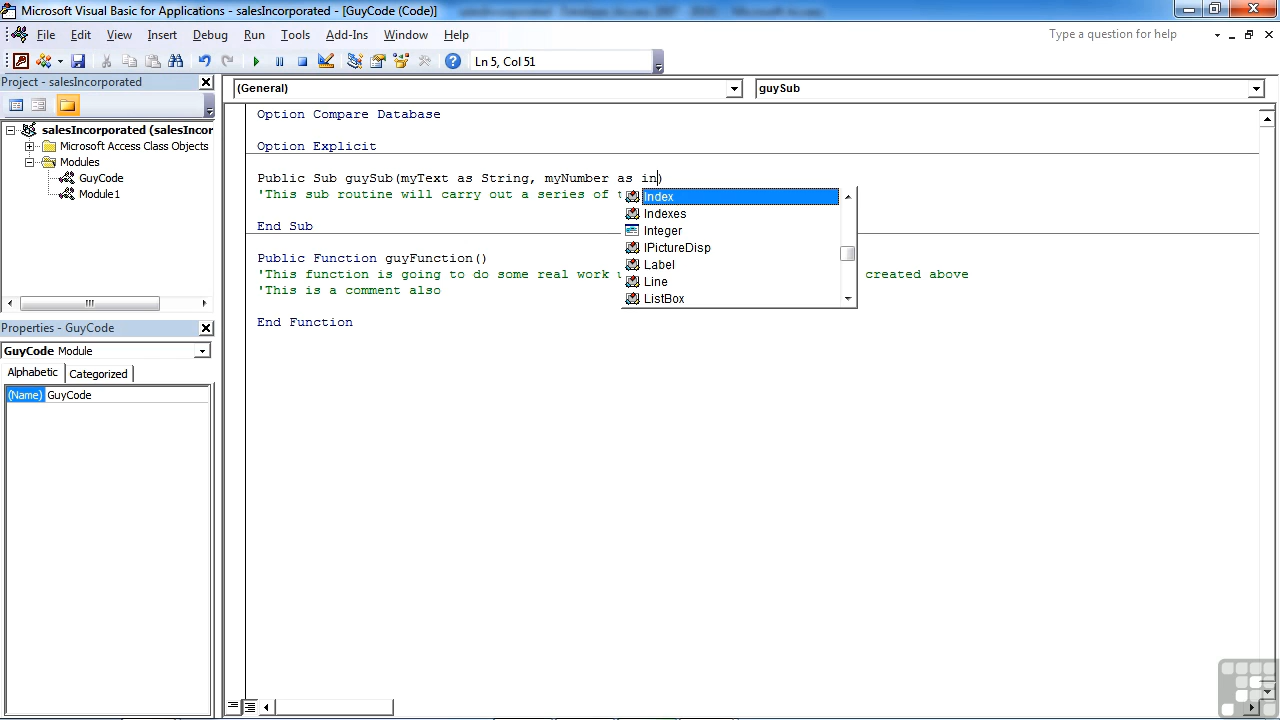 Microsoft Visual Basic for Applications - salesIncorporated - [GuyCode (Code)]
File Edit View Insert Debug Run Tools Add-Ins Window Help
Type a question for help
Ln 5, Col 51
Project - salesIncorporated
(General)
guySub
salesIncorporated (salesIncor
Microsoft Access Class Objects
Modules
GuyCode
Module1
Option Compare Database
Option Explicit
Public Sub guySub(myText as String, myNumber as in)
'This sub routine will carry out a series of t
End Sub
Public Function guyFunction()
'This function is going to do some real work created above
'This is a comment also
End Function
Index
Indexes
Integer
IPictureDisp
Label
Line
ListBox
Properties - GuyCode
GuyCode Module
Alphabetic Categorized
(Name) GuyCode